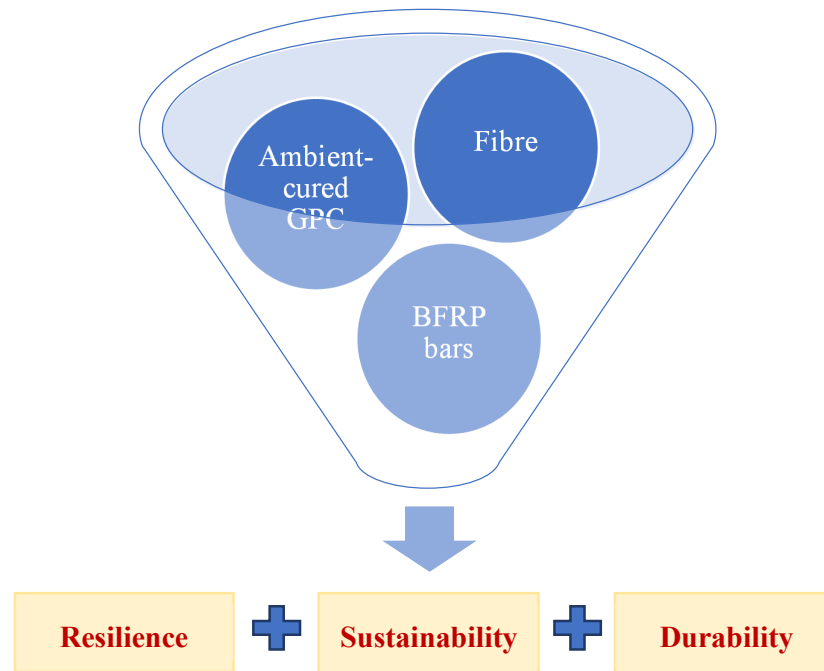 Fibre
Ambient-
cured
GPC
BFRP
bars
Resilience
Sustainability
Durability